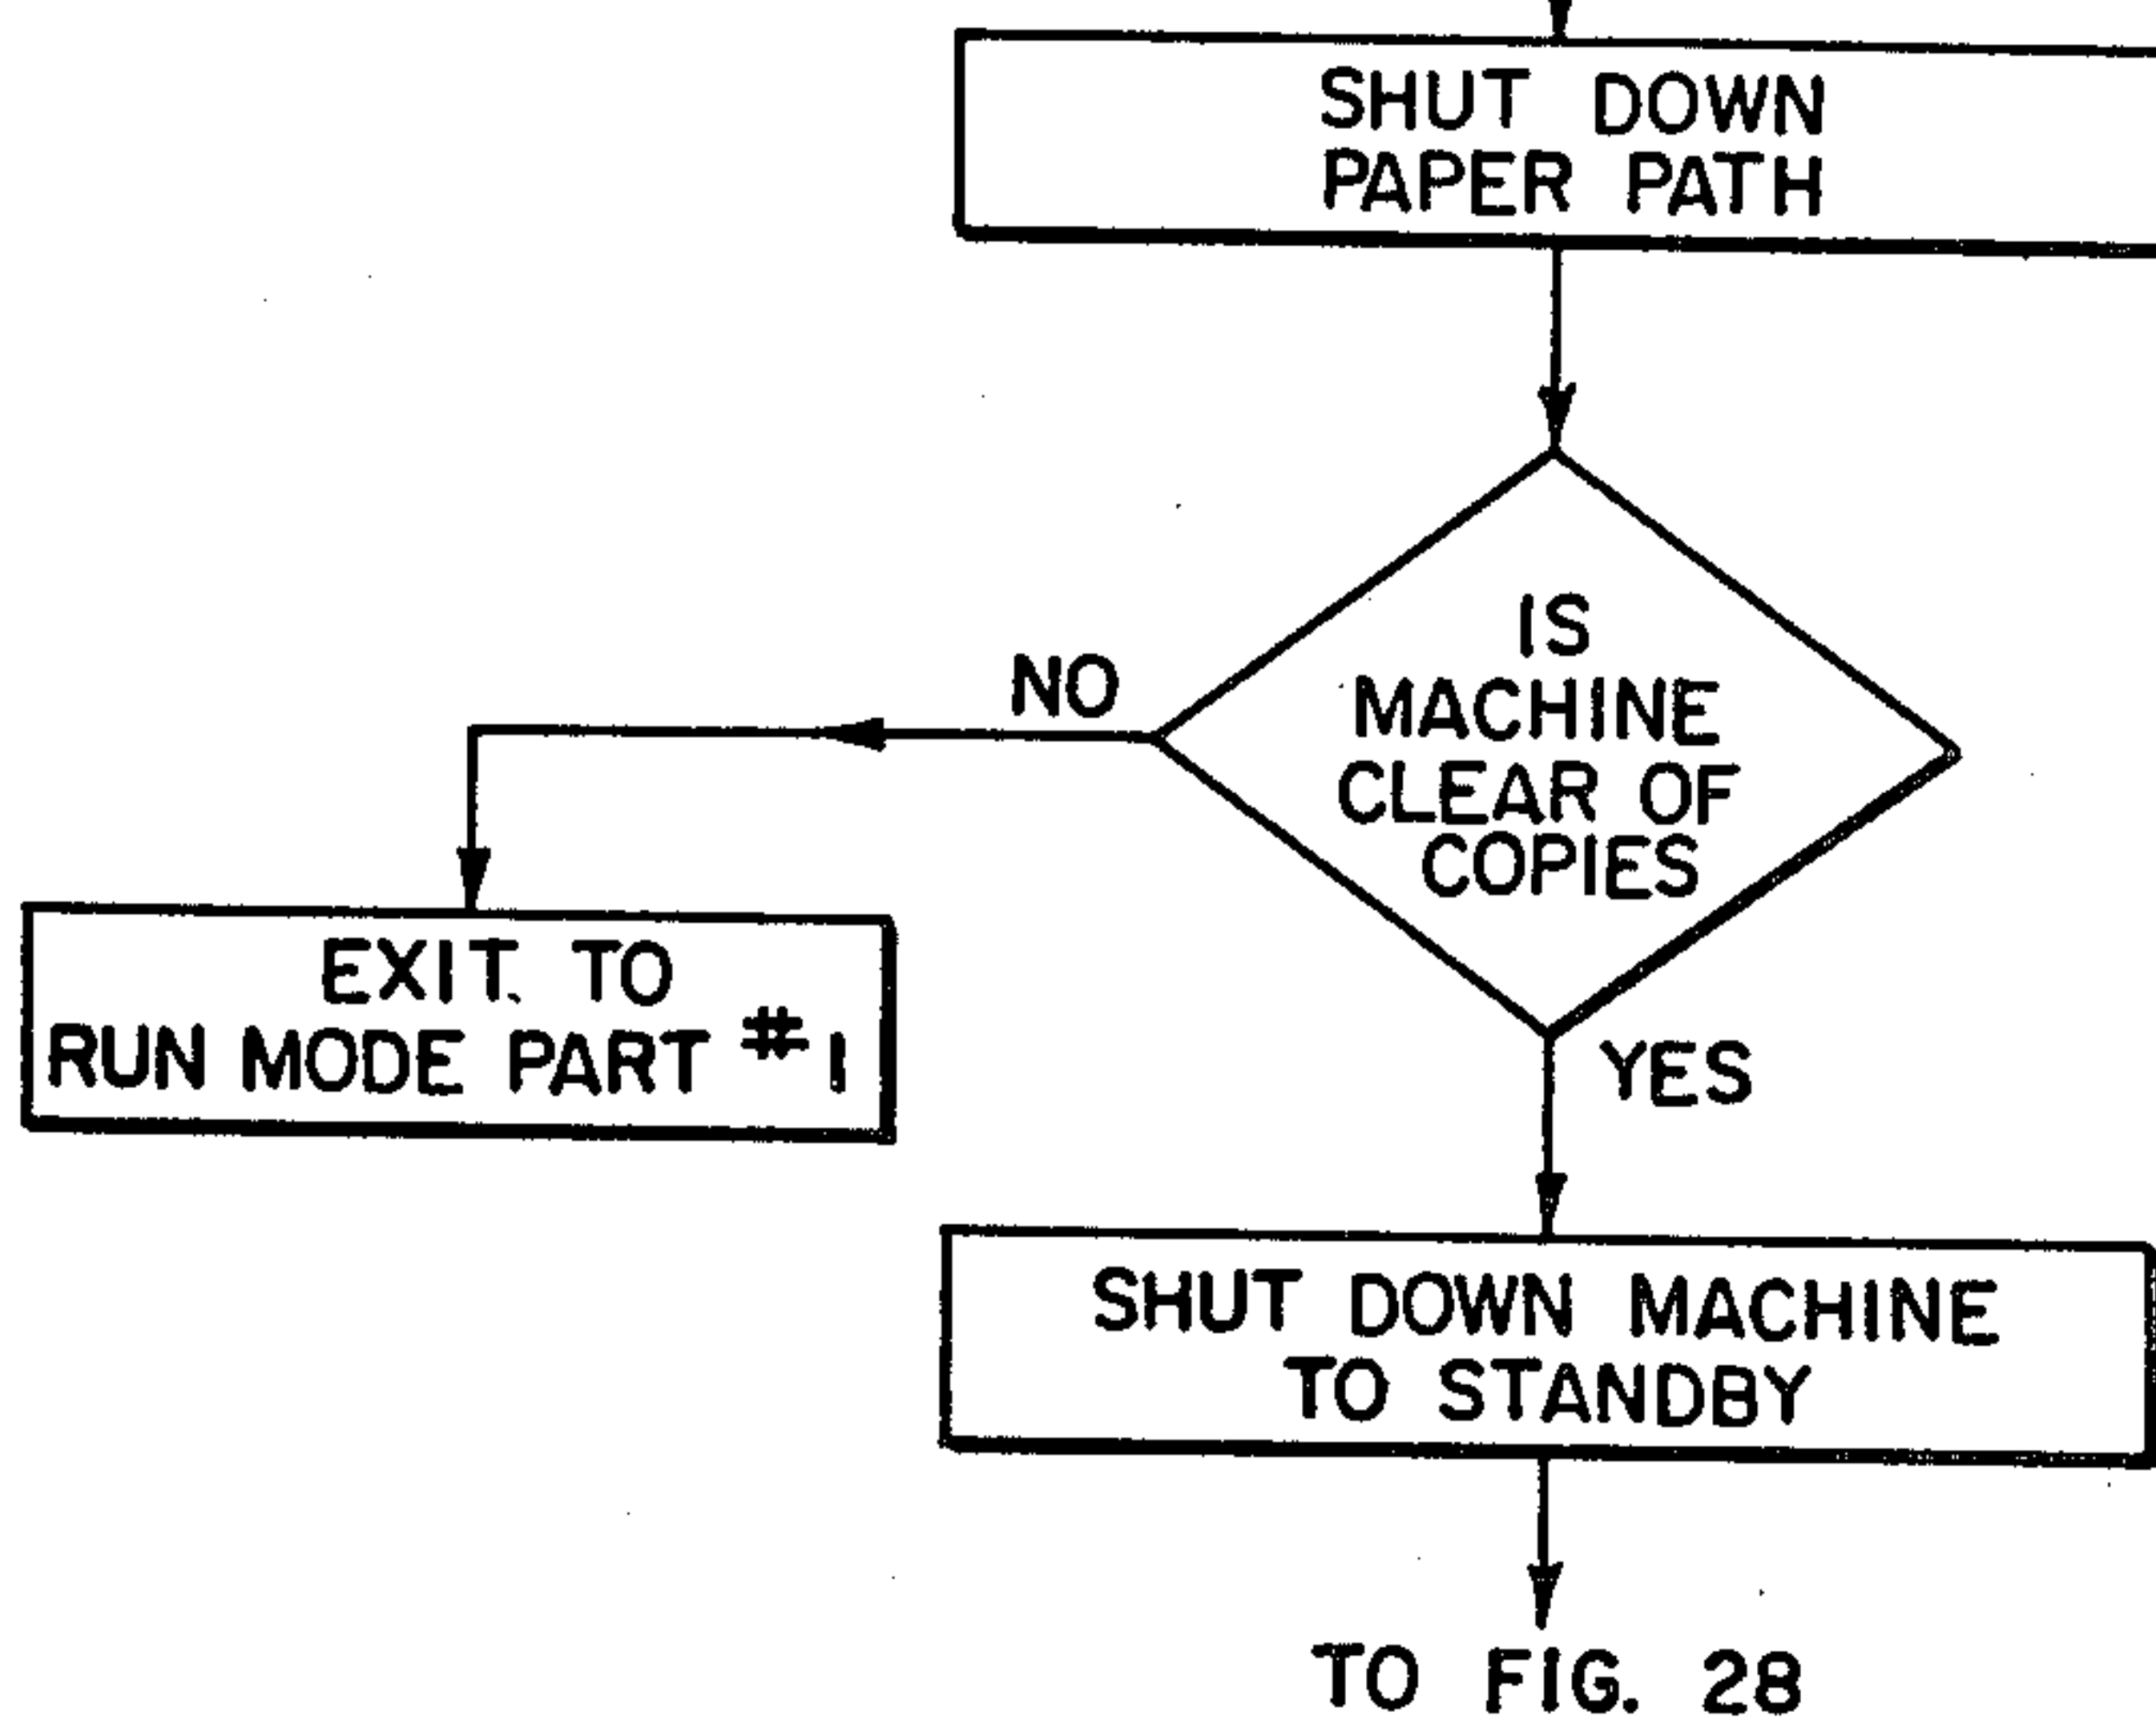 SHUT DOWN
PAPER PATH
IS
MACHINE
CLEAR OF
COPIES
NO
EXIT TO
RUN MODE PART #1
YES
SHUT DOWN MACHINE
TO STANDBY
TO FIG. 28